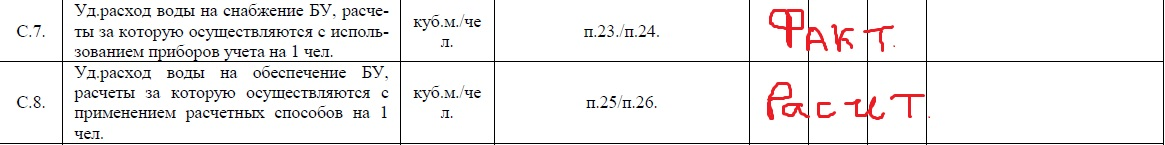 С.7.
Уд.расход воды на снабжение БУ, расче-
ты за которую осуществляются с исполь-
зованием приборов учета на 1 чел.
куб.м./че
л.
п.23./п.24.
ФАКТ.
С.8.
Уд.расход воды на обеспечение БУ,
расчеты за которую осуществляются с
применением расчетных способов на 1
чел.
куб.м./че
л.
п.25/п.26.
Расчет.